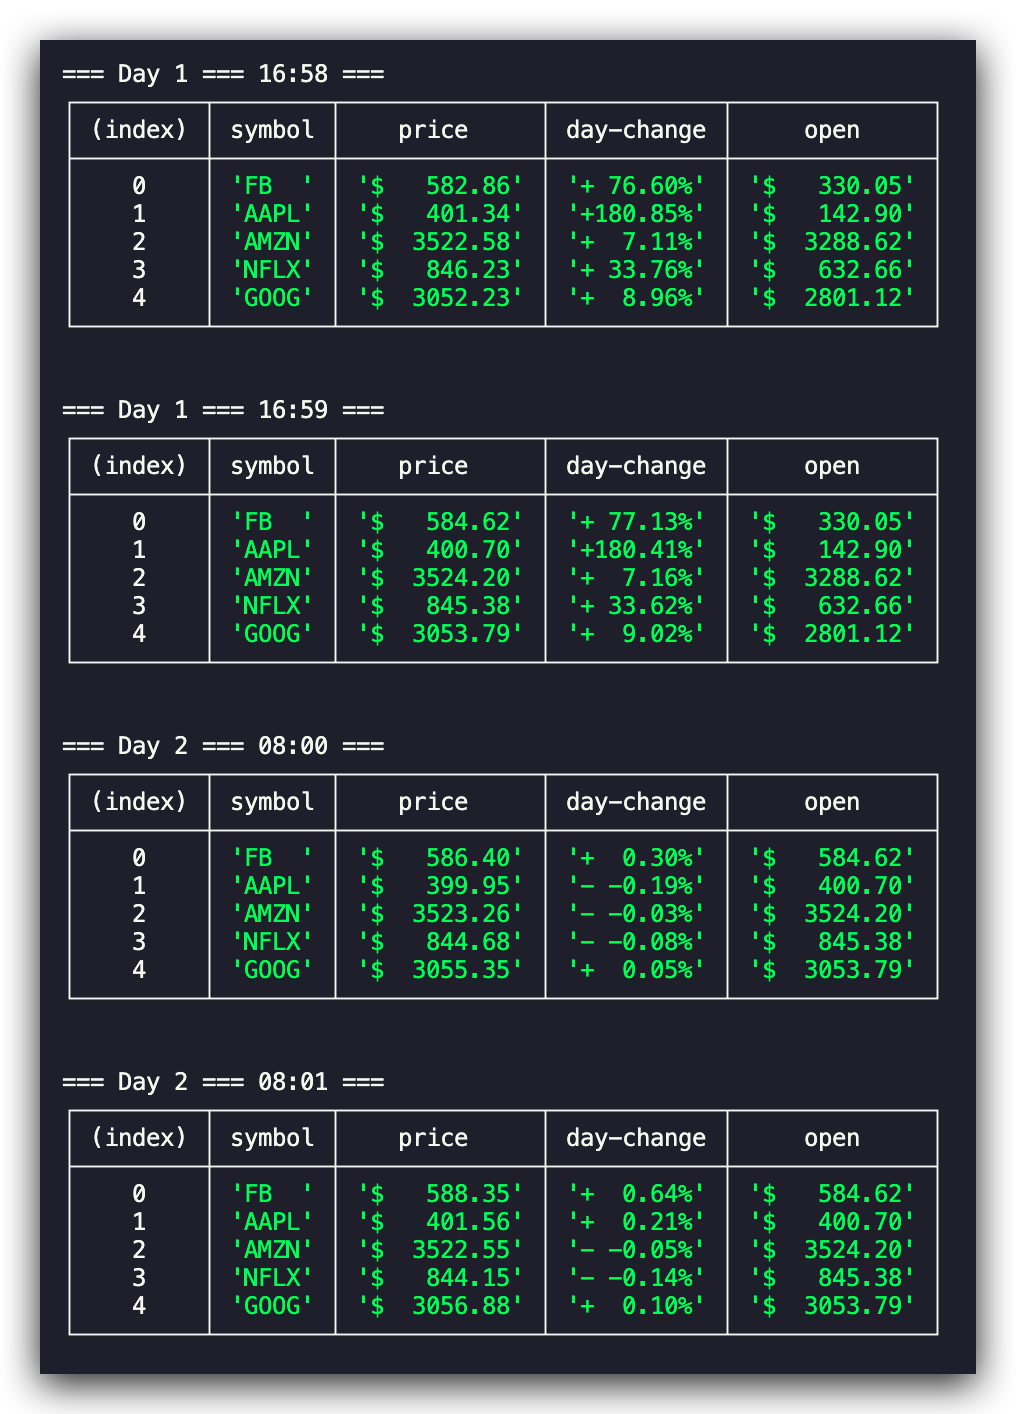 === Day 1 === 16:58 ===
(index) symbol price day-change open
0 'FB  ' '$   582.86' '+ 76.60%' '$   330.05'
1 'AAPL' '$   401.34' '+180.85%' '$   142.90'
2 'AMZN' '$  3522.58' '+  7.11%' '$  3288.62'
3 'NFLX' '$   846.23' '+ 33.76%' '$   632.66'
4 'GOOG' '$  3052.23' '+  8.96%' '$  2801.12'
=== Day 1 === 16:59 ===
(index) symbol price day-change open
0 'FB  ' '$   584.62' '+ 77.13%' '$   330.05'
1 'AAPL' '$   400.70' '+180.41%' '$   142.90'
2 'AMZN' '$  3524.20' '+  7.16%' '$  3288.62'
3 'NFLX' '$   845.38' '+ 33.62%' '$   632.66'
4 'GOOG' '$  3053.79' '+  9.02%' '$  2801.12'
=== Day 2 === 08:00 ===
(index) symbol price day-change open
0 'FB  ' '$   586.40' '+  0.30%' '$   584.62'
1 'AAPL' '$   399.95' '- -0.19%' '$   400.70'
2 'AMZN' '$  3523.26' '- -0.03%' '$  3524.20'
3 'NFLX' '$   844.68' '- -0.08%' '$   845.38'
4 'GOOG' '$  3055.35' '+  0.05%' '$  3053.79'
=== Day 2 === 08:01 ===
(index) symbol price day-change open
0 'FB  ' '$   588.35' '+  0.64%' '$   584.62'
1 'AAPL' '$   401.56' '+  0.21%' '$   400.70'
2 'AMZN' '$  3522.55' '- -0.05%' '$  3524.20'
3 'NFLX' '$   844.15' '- -0.14%' '$   845.38'
4 'GOOG' '$  3056.88' '+  0.10%' '$  3053.79'